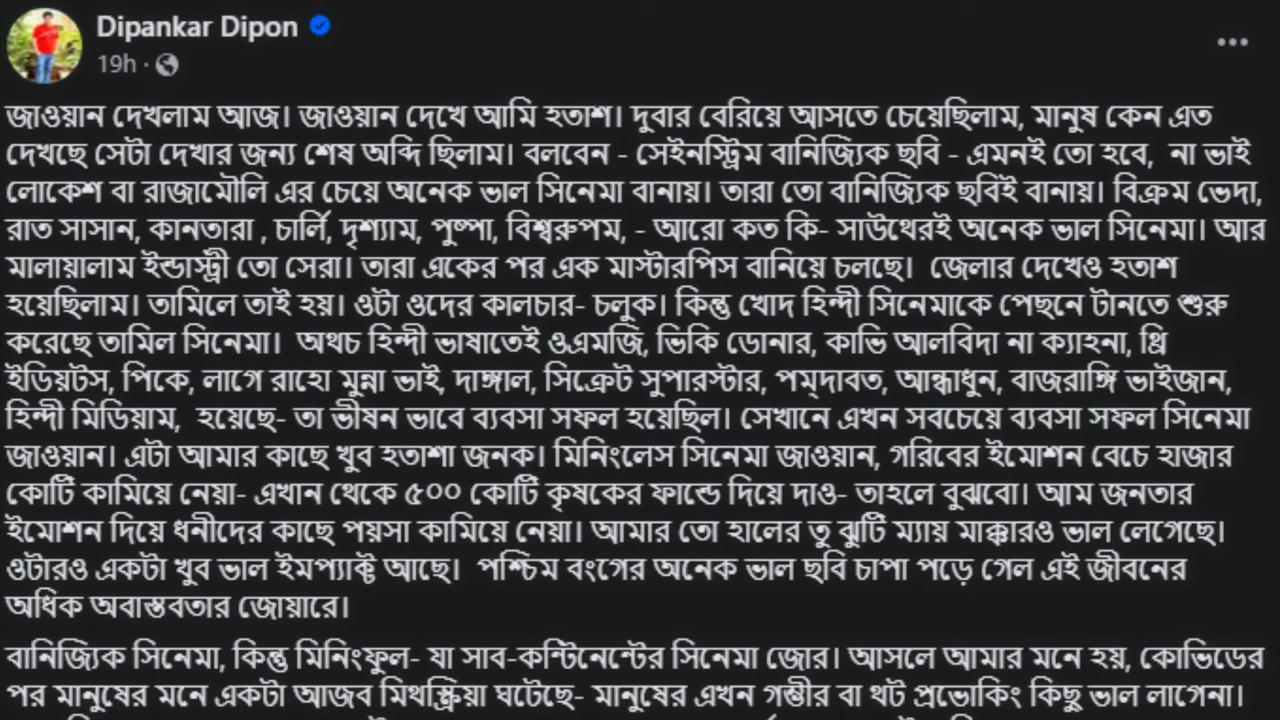 Dipankar Dipon
19h ·
জাওয়ান দেখলাম আজ। জাওয়ান দেখে আমি হতাশ। দুবার বেরিয়ে আসতে চেয়েছিলাম, মানুষ কেন এত
দেখছে সেটা দেখার জন্য শেষ অব্দি ছিলাম। বলবেন - সেইনস্ট্রিম বানিজ্যিক ছবি - এমনই তো হবে, না ভাই
লোকেশ বা রাজামৌলি এর চেয়ে অনেক ভাল সিনেমা বানায়। তারা তো বানিজ্যিক ছবিই বানায়। বিক্রম ভেদা,
রাত সাসান, কানতারা , চার্লি, দৃশ্যাম, পুষ্পা, বিশ্বরুপম, - আরো কত কি- সাউথেরই অনেক ভাল সিনেমা। আর
মালায়ালাম ইন্ডাস্ট্রী তো সেরা। তারা একের পর এক মাস্টারপিস বানিয়ে চলছে। জেলার দেখেও হতাশ
হয়েছিলাম। তামিলে তাই হয়। ওটা ওদের কালচার- চলুক। কিন্তু খোদ হিন্দী সিনেমাকে পেছনে টানতে শুরু
করেছে তামিল সিনেমা। অথচ হিন্দী ভাষাতেই ওএমজি, ভিকি ডোনার, কাভি আলবিদা না ক্যাহনা, থ্রি
ইডিয়টস, পিকে, লাগে রাহো মুন্না ভাই, দাঙ্গাল, সিক্রেট সুপারস্টার, পম্দাবত, আন্ধাধুন, বাজরাঙ্গি ভাইজান,
হিন্দী মিডিয়াম, হয়েছে- তা ভীষন ভাবে ব্যবসা সফল হয়েছিল। সেখানে এখন সবচেয়ে ব্যবসা সফল সিনেমা
জাওয়ান। এটা আমার কাছে খুব হতাশা জনক। মিনিংলেস সিনেমা জাওয়ান, গরিবের ইমোশন বেচে হাজার
কোটি কামিয়ে নেয়া- এখান থেকে ৫০০ কোটি কৃষকের ফান্ডে দিয়ে দাও- তাহলে বুঝবো। আম জনতার
ইমোশন দিয়ে ধনীদের কাছে পয়সা কামিয়ে নেয়া। আমার তো হালের তু ঝুটি ম্যায় মাক্কারও ভাল লেগেছে।
ওটারও একটা খুব ভাল ইমপ্যাক্ট আছে। পশ্চিম বংগের অনেক ভাল ছবি চাপা পড়ে গেল এই জীবনের
অধিক অবাস্তবতার জোয়ারে।
বানিজ্যিক সিনেমা, কিন্তু মিনিংফুল- যা সাব-কন্টিনেন্টের সিনেমা জোর। আসলে আমার মনে হয়, কোভিডের
পর মানুষের মনে একটা আজব মিথস্ক্রিয়া ঘটেছে- মানুষের এখন গম্ভীর বা থট প্রভোকিং কিছু ভাল লাগেনা।